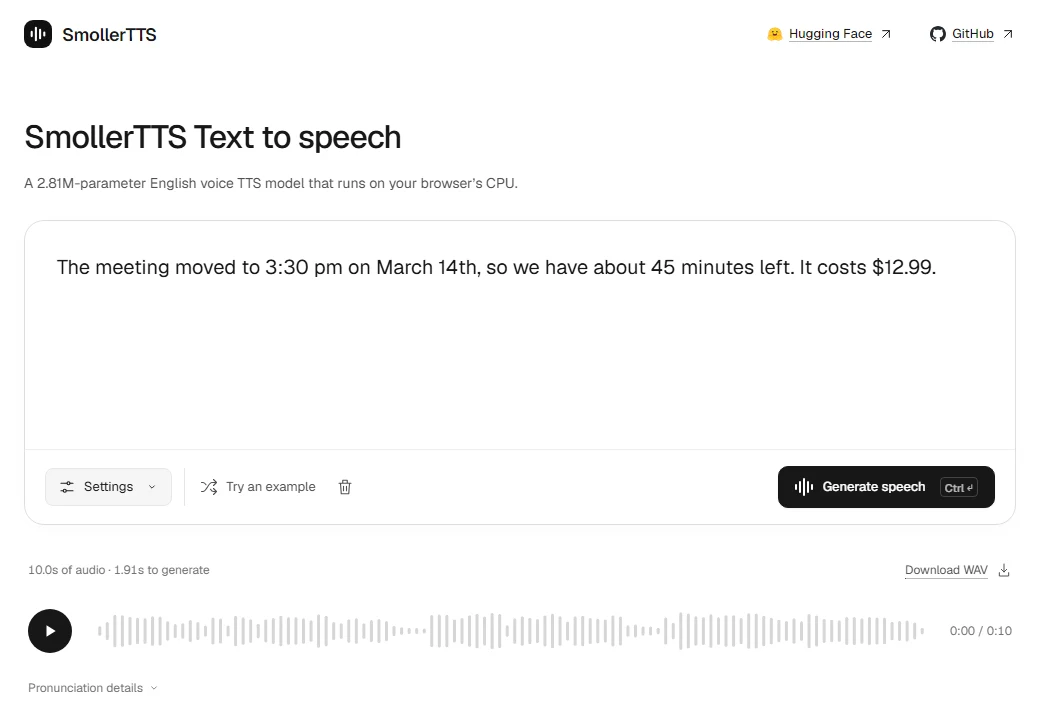 SmollerTTS
Hugging Face
GitHub
SmollerTTS Text to speech
A 2.81M-parameter English voice TTS model that runs on your browser's CPU.
The meeting moved to 3:30 pm on March 14th, so we have about 45 minutes left. It costs $12.99.
Settings
Try an example
Generate speech
Ctrl ↵
10.0s of audio · 1.91s to generate
Download WAV
0:00 / 0:10
Pronunciation details